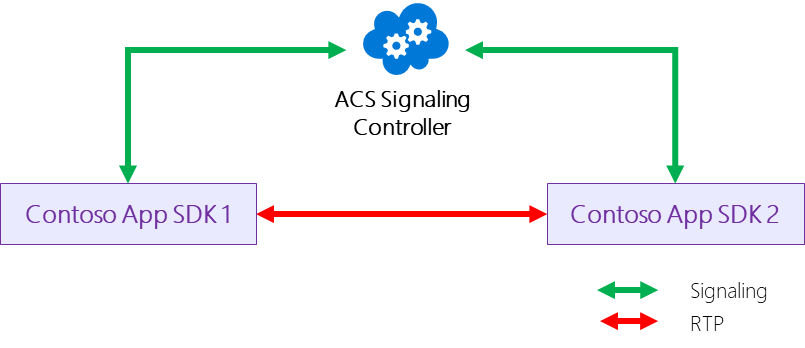 ACS Signaling
Controller
Contoso App SDK 1
Contoso App SDK 2
Signaling
RTP